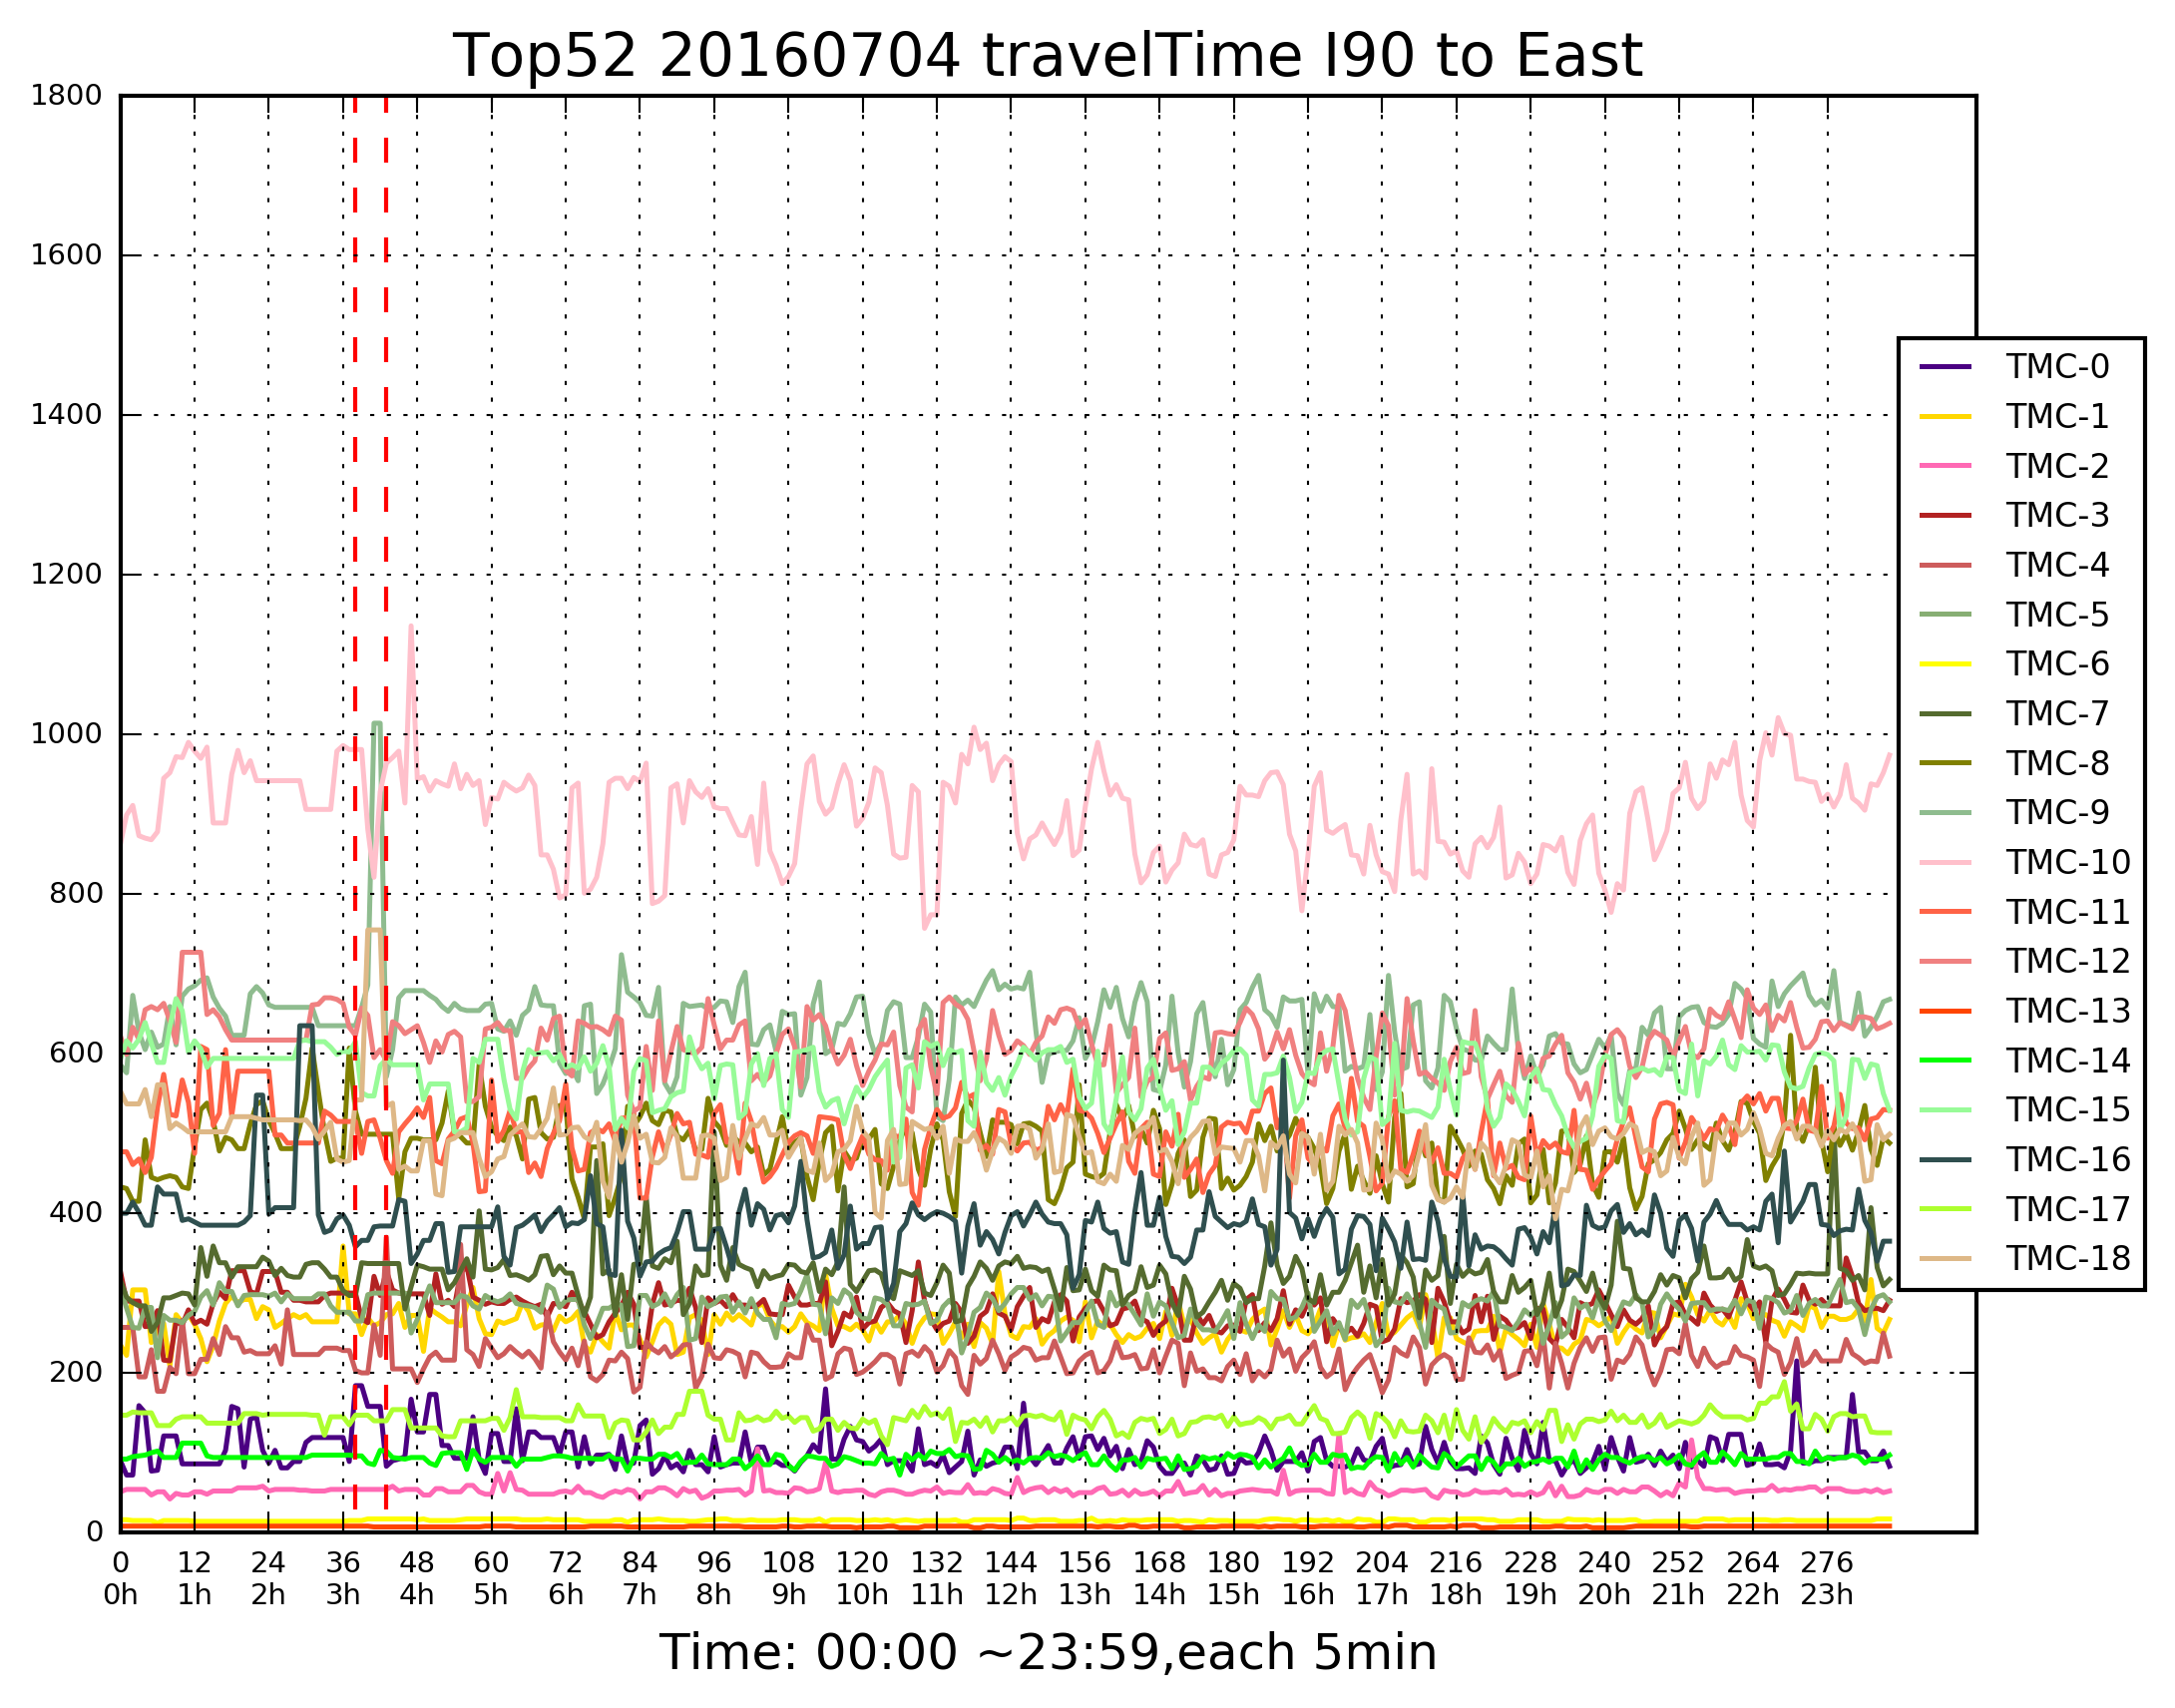 Top52 20160704 travelTime I90 to East
1800
1600
1400
1200
1000
800
600
400
200
0
TMC-0
TMC-1
TMC-2
TMC-3
TMC-4
TMC-5
TMC-6
TMC-7
TMC-8
TMC-9
TMC-10
TMC-11
TMC-12
TMC-13
TMC-14
TMC-15
TMC-16
TMC-17
TMC-18
0 12 24 36 48 60 72 84 96 108 120 132 144 156 168 180 192 204 216 228 240 252 264 276
0h 1h 2h 3h 4h 5h 6h 7h 8h 9h 10h 11h 12h 13h 14h 15h 16h 17h 18h 19h 20h 21h 22h 23h
Time: 00:00 ~23:59,each 5min